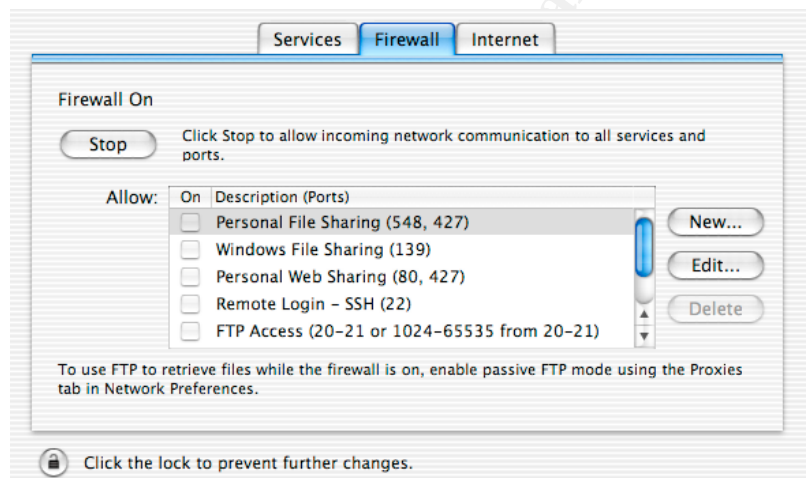 Services Firewall Internet
Firewall On
Stop
Click Stop to allow incoming network communication to all services and
ports.
Allow:
On Description (Ports)
Personal File Sharing (548, 427)
Windows File Sharing (139)
Personal Web Sharing (80, 427)
Remote Login – SSH (22)
FTP Access (20–21 or 1024–65535 from 20–21)
New...
Edit...
Delete
To use FTP to retrieve files while the firewall is on, enable passive FTP mode using the Proxies
tab in Network Preferences.
Click the lock to prevent further changes.